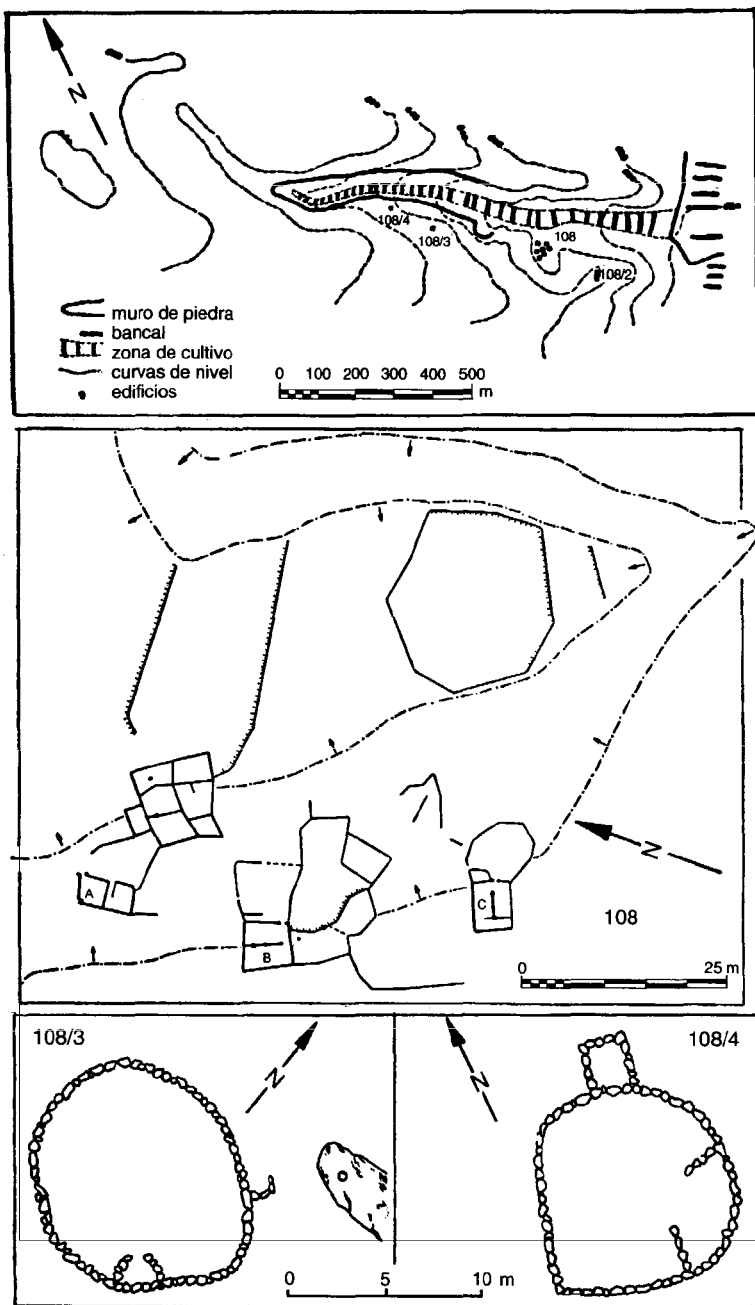 N
108/4
108/3
108
108/2
muro de piedra
bancal
zona de cultivo
curvas de nivel
edificios
0 100 200 300 400 500
m
A
B
C
N
108
0 25 m
108/3
N
N
108/4
0 5 10 m